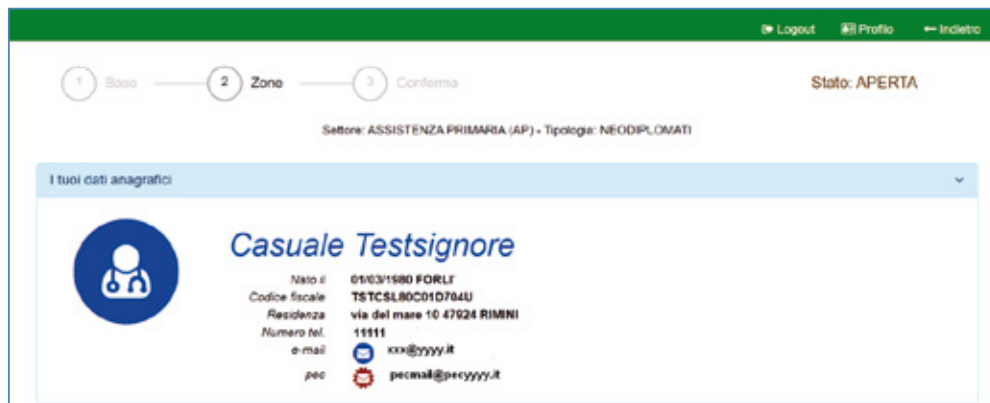 Logout Profilo Indietro
1 Base 2 Zone 3 Conferma Stato: APERTA
Settore: ASSISTENZA PRIMARIA (AP) - Tipologia: NEODIPLOMATI
I tuoi dati anagrafici
Casuale Testsignore
Nato il 01/03/1980 FORLI'
Codice fiscale TSTCSL80C01D704U
Residenza via del mare 10 47924 RIMINI
Numero tel. 11111
e-mail xxx@yyyy.it
pec pecmail@pecyyyy.it